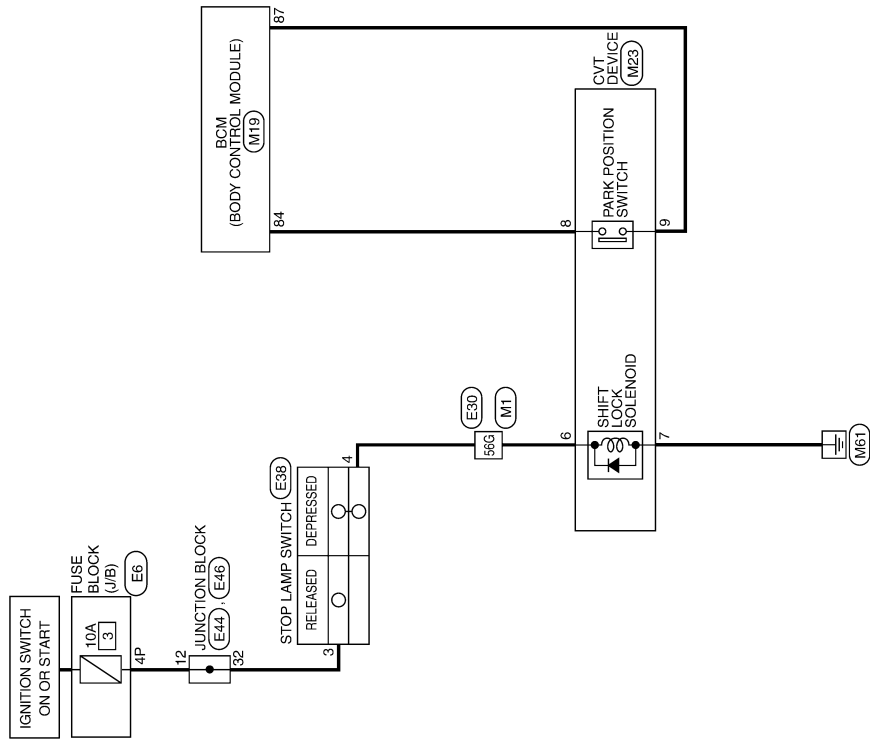 IGNITION SWITCH
ON OR START
FUSE
BLOCK
(J/B)
E6
10A
3
4P
12
JUNCTION BLOCK
E44 , E46
32
STOP LAMP SWITCH
E38
RELEASED
DEPRESSED
3
4
E30
56G
M1
BCM
(BODY CONTROL MODULE)
M19
84
87
CVT
DEVICE
M23
6
SHIFT
LOCK
SOLENOID
7
8
PARK POSITION
SWITCH
9
M61